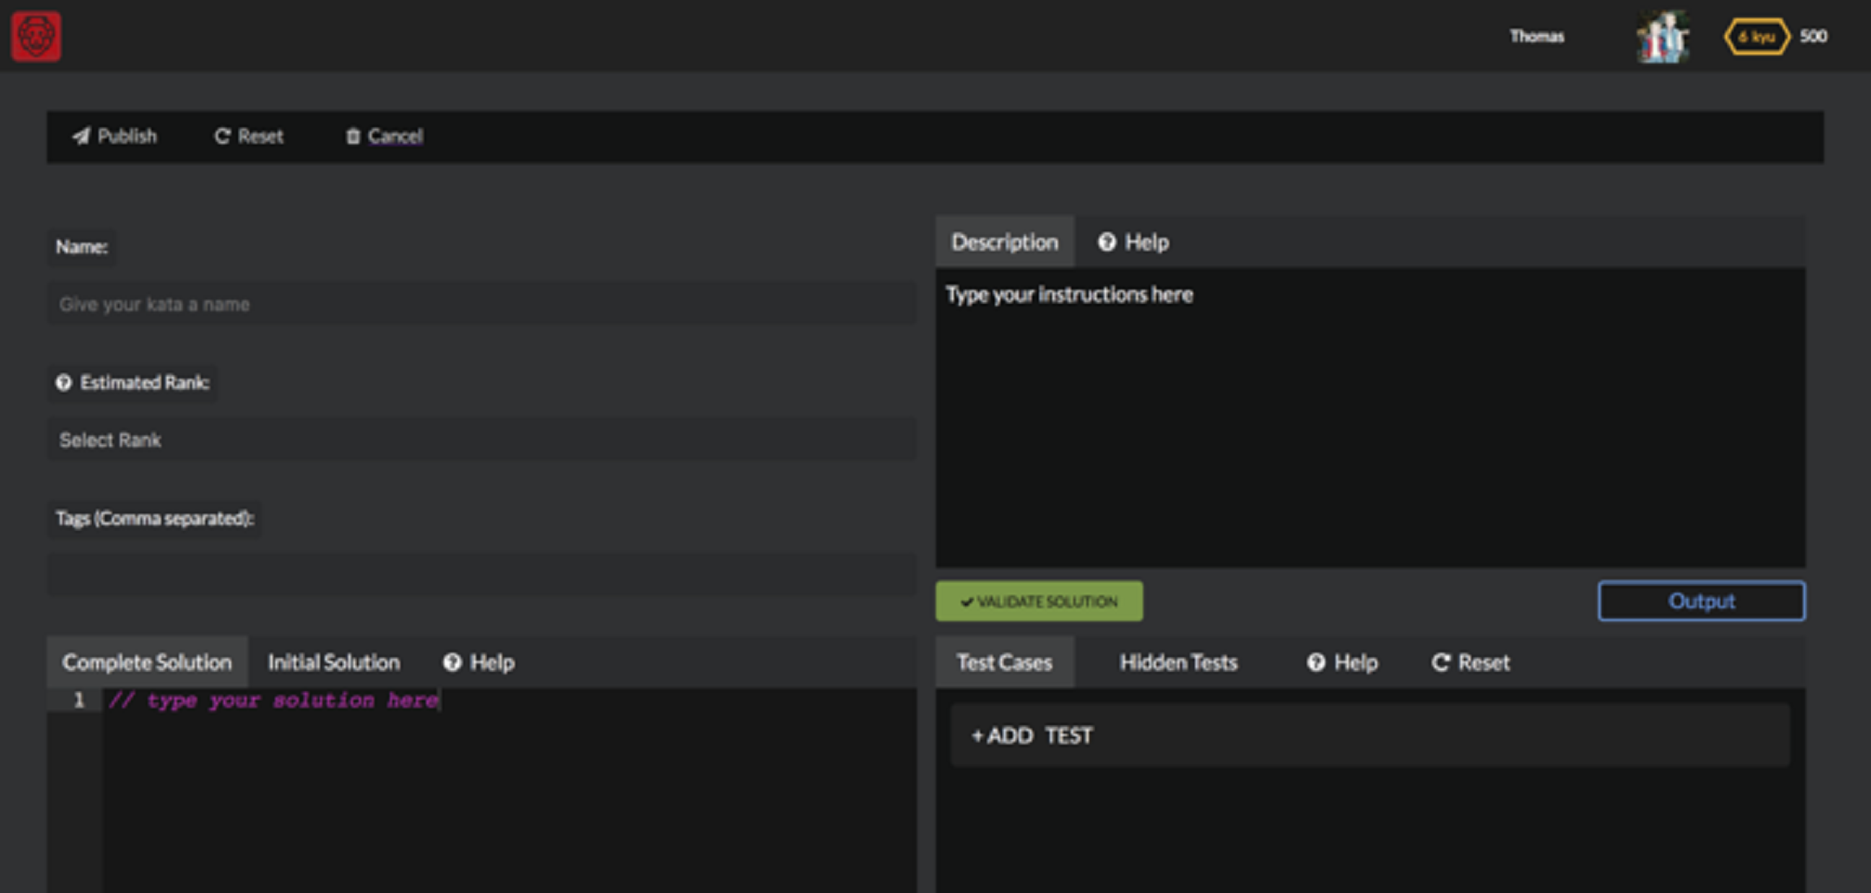 Thomas 6 kyu 500
Publish Reset Cancel
Name:
Give your kata a name
Estimated Rank:
Select Rank
Tags (Comma separated):
Description Help
Type your instructions here
VALIDATE SOLUTION Output
Complete Solution Initial Solution Help
1 // type your solution here
Test Cases Hidden Tests Help Reset
+ ADD TEST